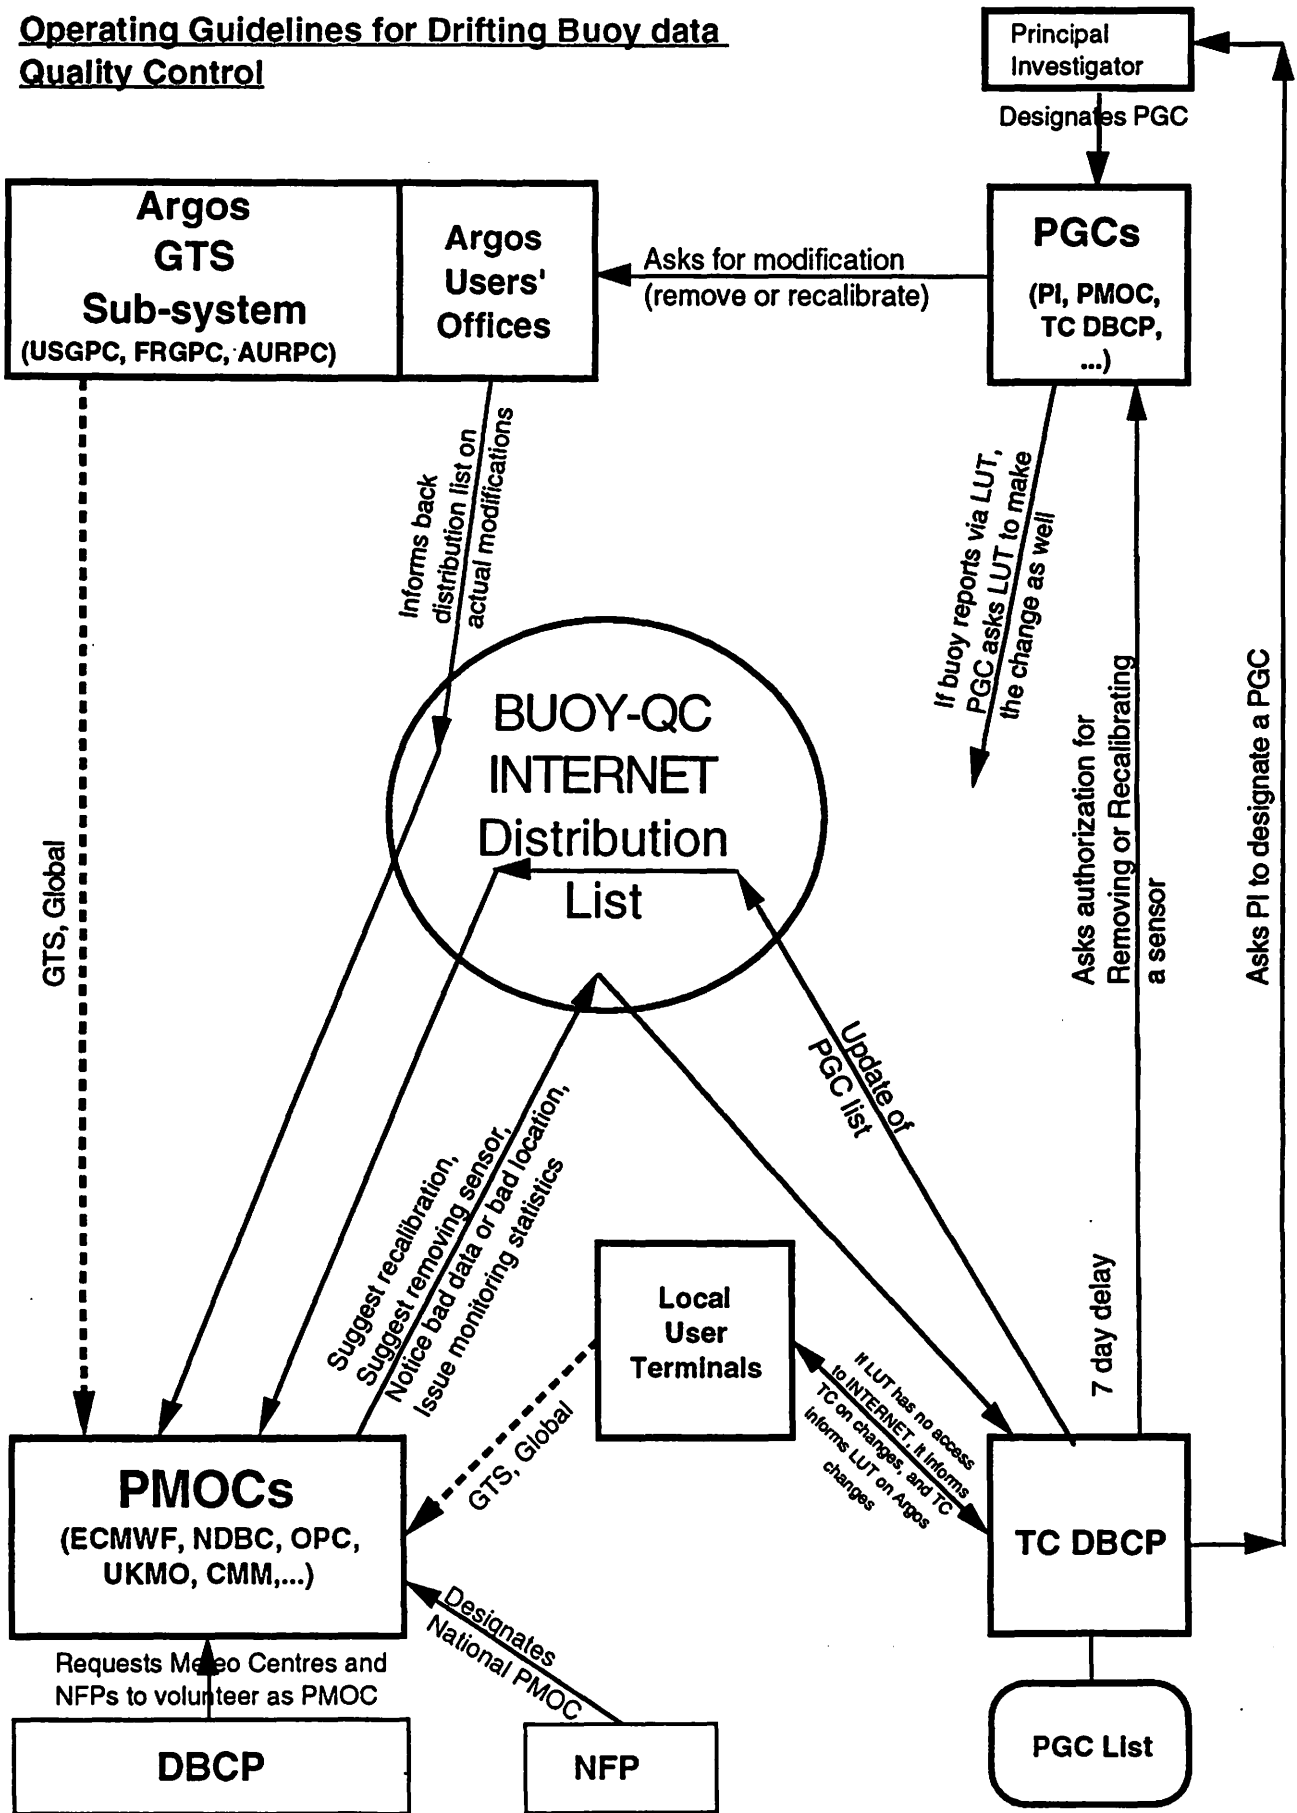 Operating Guidelines for Drifting Buoy data
Quality Control
Principal
Investigator
Designates PGC
Argos
GTS
Sub-system
(USGPC, FRGPC, AURPC)
Argos
Users'
Offices
Asks for modification
(remove or recalibrate)
PGCs
(PI, PMOC,
TC DBCP,
...)
Informs back
distribution list on
actual modifications
If buoy reports via LUT,
PGC asks LUT to make
the change as well
BUOY-QC
INTERNET
Distribution
List
GTS, Global
Asks authorization for
Removing or Recalibrating
a sensor
Asks PI to designate a PGC
Update of
PGC list
Suggest recalibration,
Suggest removing sensor,
Notice bad data or bad location,
Issue monitoring statistics
7 day delay
Local
User
Terminals
If LUT has no access
to INTERNET, it informs
TC on changes, and TC
informs LUT on Argos
changes
GTS, Global
PMOCs
(ECMWF, NDBC, OPC,
UKMO, CMM,...)
TC DBCP
Designates
National PMOC
Requests Meteo Centres and
NFPs to volunteer as PMOC
DBCP
NFP
PGC List